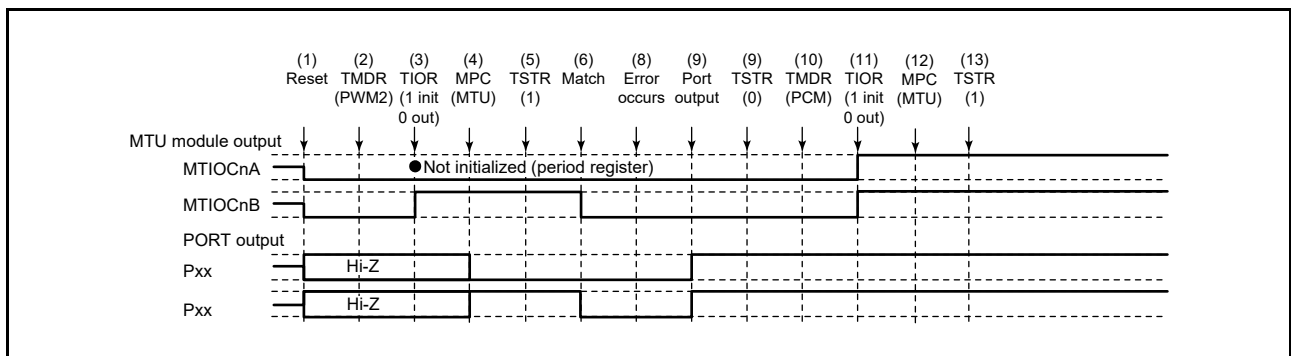 (1) (2) (3) (4) (5) (6) (8) (9) (9) (10) (11) (12) (13)
Reset TMDR TIOR MPC TSTR Match Error Port TSTR TMDR TIOR MPC TSTR
(PWM2) (1 init (MTU) (1) occurs output (0) (PCM) (1 init (MTU) (1)
0 out) 0 out)
MTU module output
MTIOCnA Not initialized (period register)
MTIOCnB
PORT output
Pxx Hi-Z
Pxx Hi-Z